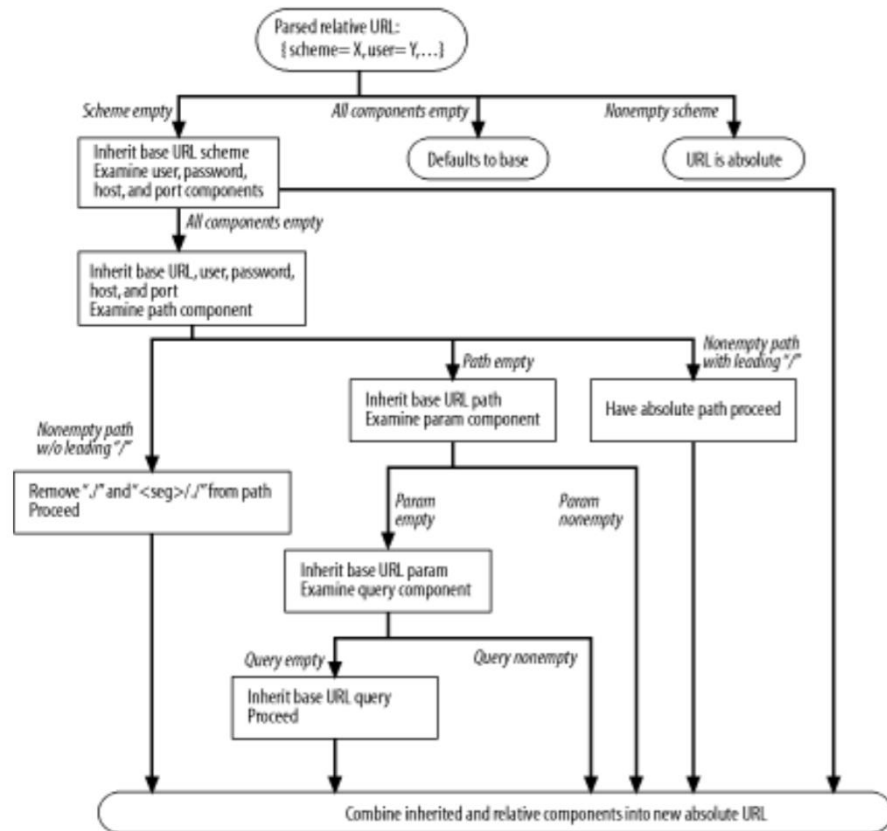 Parsed relative URL:
{ scheme= X, user= Y,...}
Scheme empty
All components empty
Nonempty scheme
Inherit base URL scheme
Examine user, password,
host, and port components
Defaults to base
URL is absolute
All components empty
Inherit base URL, user, password,
host, and port
Examine path component
Nonempty path
w/o leading “/”
Path empty
Nonempty path
with leading “/”
Inherit base URL path
Examine param component
Have absolute path proceed
Remove “./” and “<seg>/./” from path
Proceed
Param
empty
Param
nonempty
Inherit base URL param
Examine query component
Query empty
Query nonempty
Inherit base URL query
Proceed
Combine inherited and relative components into new absolute URL